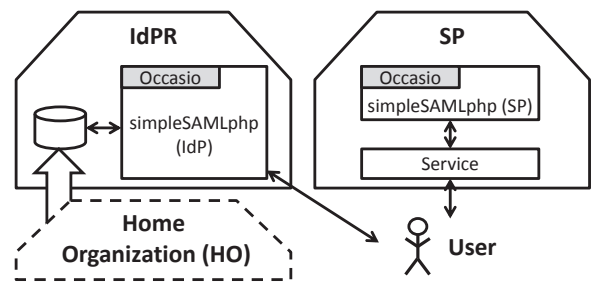 IdPR
Occasio
simpleSAMLphp
(IdP)
Home
Organization (HO)
SP
Occasio
simpleSAMLphp (SP)
Service
User